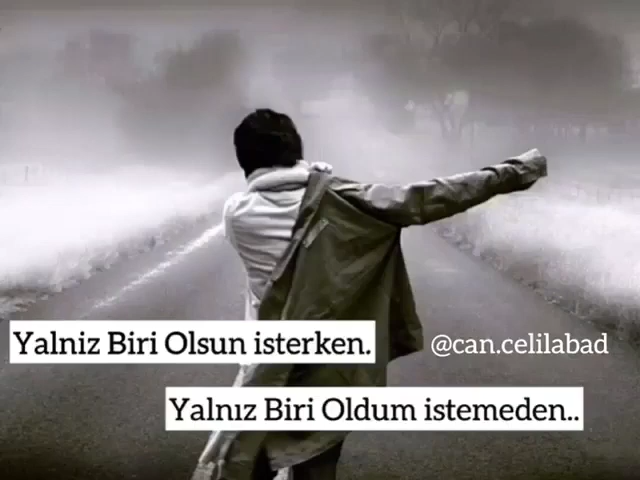 Yalniz Biri Olsun isterken.
@can.celilabad
Yalnız Biri Oldum istemeden..